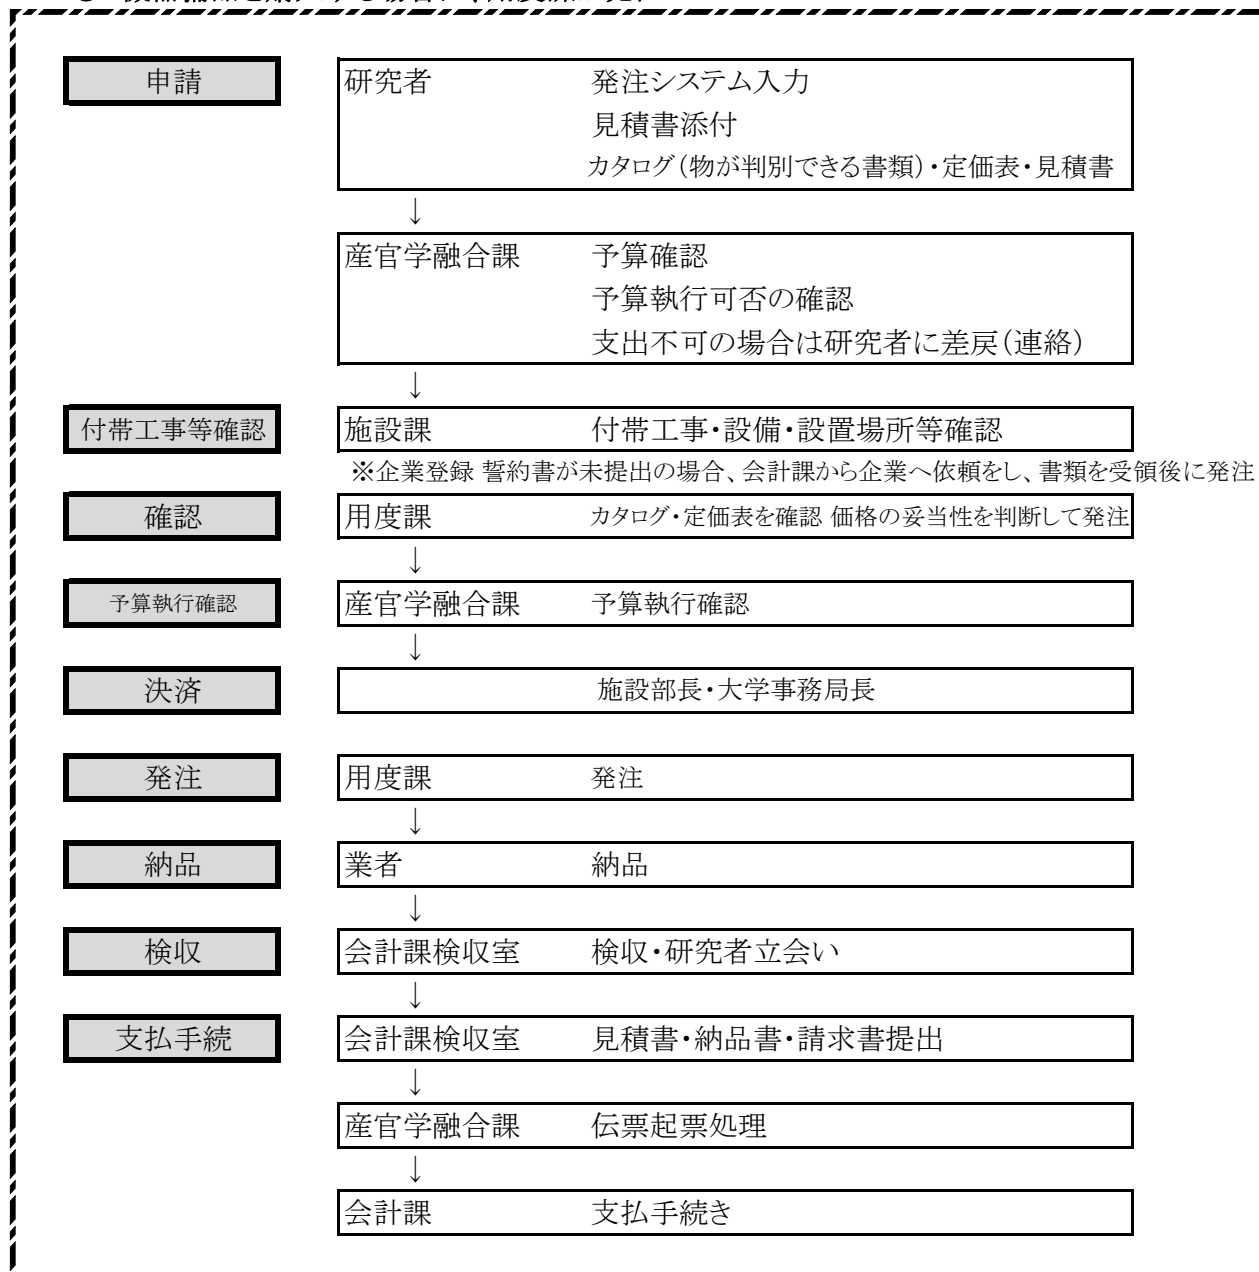 申請 研究者 発注システム入力
見積書添付
カタログ(物が判別できる書類)・定価表・見積書
↓
産官学融合課 予算確認
予算執行可否の確認
支出不可の場合は研究者に差戻(連絡)
↓
付帯工事等確認 施設課 付帯工事・設備・設置場所等確認
※企業登録 誓約書が未提出の場合、会計課から企業へ依頼をし、書類を受領後に発注
確認 用度課 カタログ・定価表を確認 価格の妥当性を判断して発注
↓
予算執行確認 産官学融合課 予算執行確認
↓
決済 施設部長・大学事務局長
発注 用度課 発注
↓
納品 業者 納品
↓
検収 会計課検収室 検収・研究者立会い
↓
支払手続 会計課検収室 見積書・納品書・請求書提出
↓
産官学融合課 伝票起票処理
↓
会計課 支払手続き